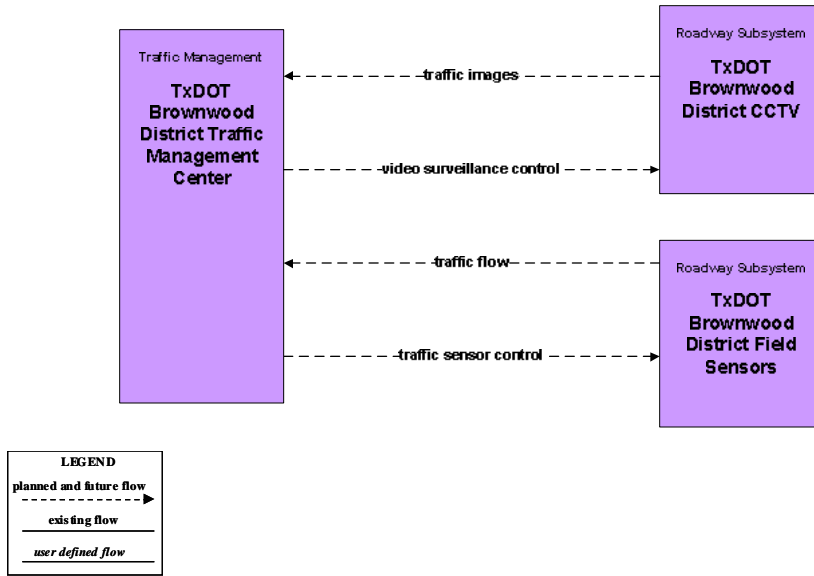 Traffic Management
TxDOT
Brownwood
District Traffic
Management
Center
traffic images
video surveillance control
traffic flow
traffic sensor control
Roadway Subsystem
TxDOT
Brownwood
District CCTV
Roadway Subsystem
TxDOT
Brownwood
District Field
Sensors
LEGEND
planned and future flow
existing flow
user defined flow